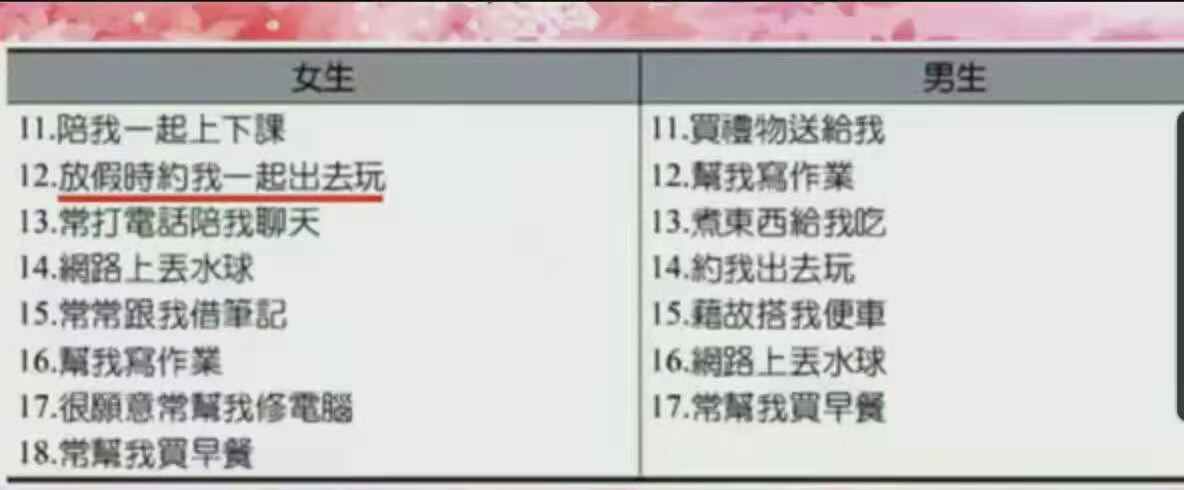 女生
男生
11.陪我一起上下課
12.放假時約我一起出去玩
13.常打電話陪我聊天
14.網路上丟水球
15.常常跟我借筆記
16.幫我寫作業
17.很願意常幫我修電腦
18.常幫我買早餐
11.買禮物送給我
12.幫我寫作業
13.煮東西給我吃
14.約我出去玩
15.藉故搭我便車
16.網路上丟水球
17.常幫我買早餐